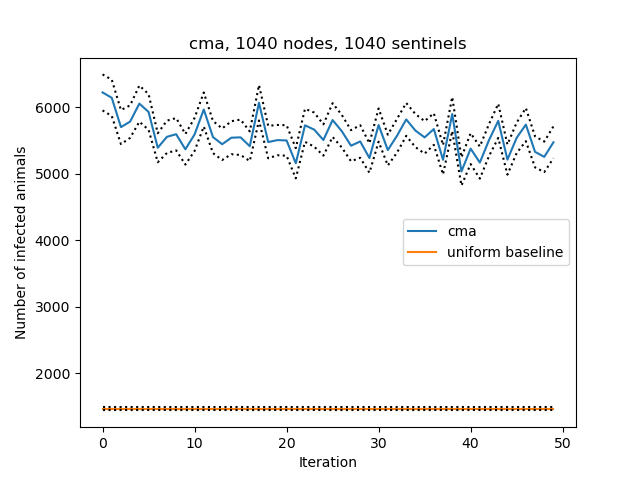 cma, 1040 nodes, 1040 sentinels
Number of infected animals
6000
5000
4000
3000
2000
cma
uniform baseline
0
10
20
30
40
50
Iteration